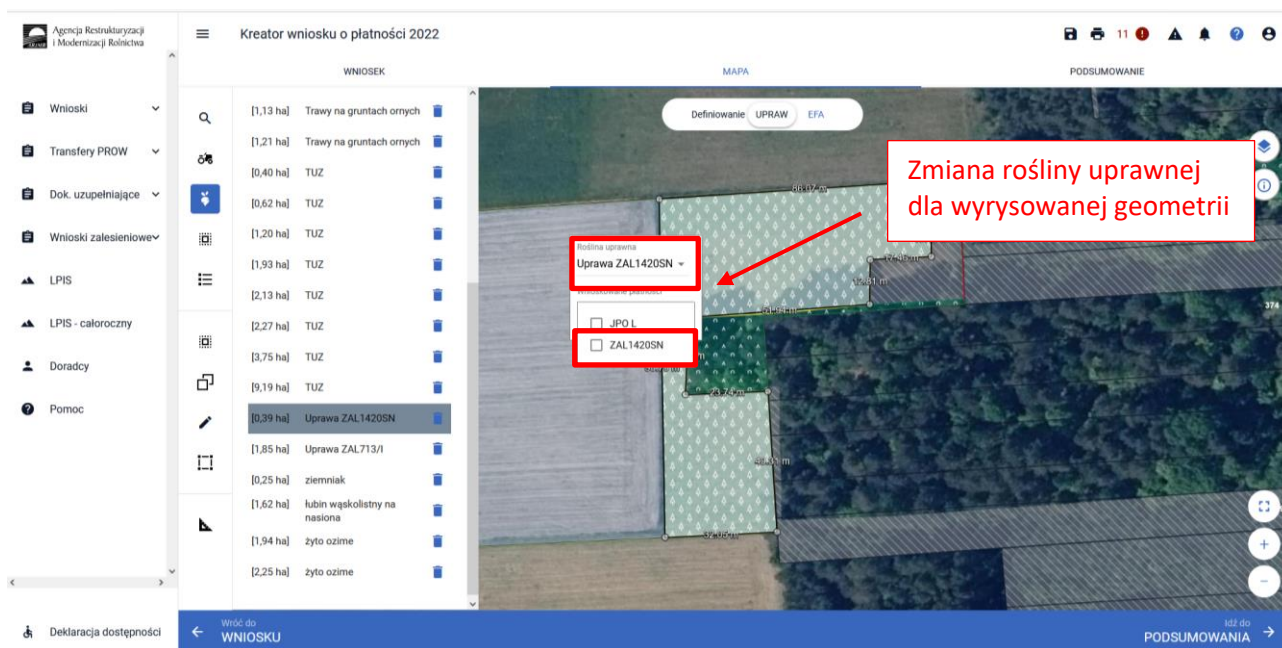 Agencja Restrukturyzacji
i Modernizacji Rolnictwa
Kreator wniosku o płatności 2022
11
WNIOSEK
MAPA
PODSUMOWANIE
Wnioski
Transfery PROW
Dok. uzupełniające
Wnioski zalesieniowe
LPIS
LPIS - całoroczny
Doradcy
Pomoc
Deklaracja dostępności
[1,13 ha] Trawy na gruntach ornych
[1,21 ha] Trawy na gruntach ornych
[0,40 ha] TUZ
[0,62 ha] TUZ
[1,20 ha] TUZ
[1,93 ha] TUZ
[2,13 ha] TUZ
[2,27 ha] TUZ
[3,75 ha] TUZ
[9,19 ha] TUZ
[0,39 ha] Uprawa ZAL1420SN
[1,85 ha] Uprawa ZAL713/I
[0,25 ha] ziemniak
[1,62 ha] łubin wąskolistny na
nasiona
[1,94 ha] żyto ozime
[2,25 ha] żyto ozime
Definiowanie UPRAW EFA
Zmiana rośliny uprawnej
dla wyrysowanej geometrii
Roślina uprawna
Uprawa ZAL1420SN
Wnioskowane płatności
JPO L
ZAL1420SN
23.74 m
374
Wróć do
WNIOSKU
Idź do
PODSUMOWANIA